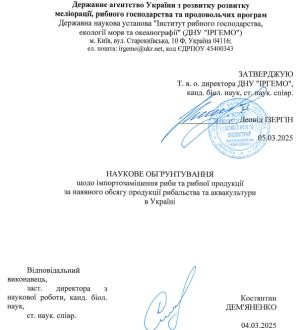 Державне агентство України з розвитку розвитку
меліорації, рибного господарства та продовольчих програм
Державна наукова установа "Інститут рибного господарства,
екології моря та океанографії" (ДНУ "ІРГЕМО")
м. Київ, вул. Старокиївська, 10 Ф, Україна 04116;
ел. пошта: irgemo@ukr.net, код ЄДРПОУ 45400343
ЗАТВЕРДЖУЮ
Т. в. о. директора ДНУ "ІРГЕМО",
канд. біол. наук, ст. наук. співр.
Леонід ІЗЕРГІН
05.03.2025
НАУКОВЕ ОБГРУНТУВАННЯ
щодо імпортозаміщення риби та рибної продукції
за наявного обсягу продукції рибальства та аквакультури
в Україні
Відповідальний
виконавець,
заст. директора з
наукової роботи, канд. біол.
наук,
ст. наук. співр.
Костянтин
ДЕМ'ЯНЕНКО
04.03.2025